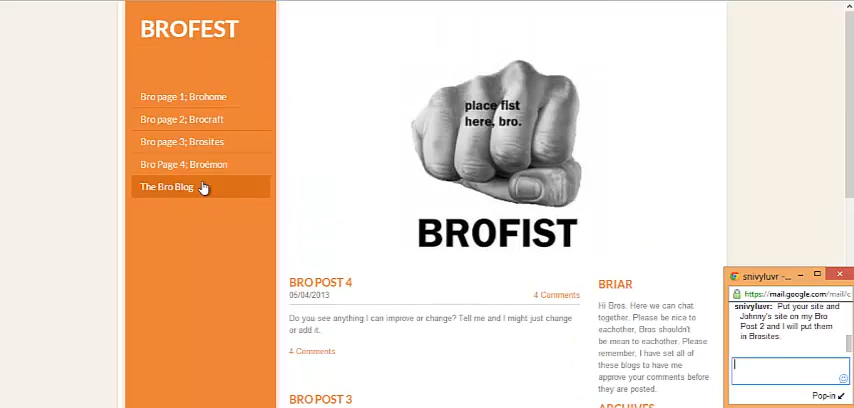 BROFEST
Bro page 1; Brohome
Bro page 2; Brocraft
Bro page 3; Brosites
Bro Page 4; Broémon
The Bro Blog
place fist
here, bro.
BROFIST
BRO POST 4
05/04/2013
4 Comments
Do you see anything I can improve or change? Tell me and I might just change
or add it.
4 Comments
BRO POST 3
BRIAR
Hi Bros. Here we can chat
together. Please be nice to
eachother, Bros shouldn't
be mean to eachother. Please
remember, I have set all of
these blogs to have me
approve your comments before
they are posted.
ARCHIVES
snivyluvr -...
https://mail.google.com/mail/c
snivyluvr: Put your site and
Johnny's site on my Bro
Post 2 and I will put them
in Brosites.
Pop-in